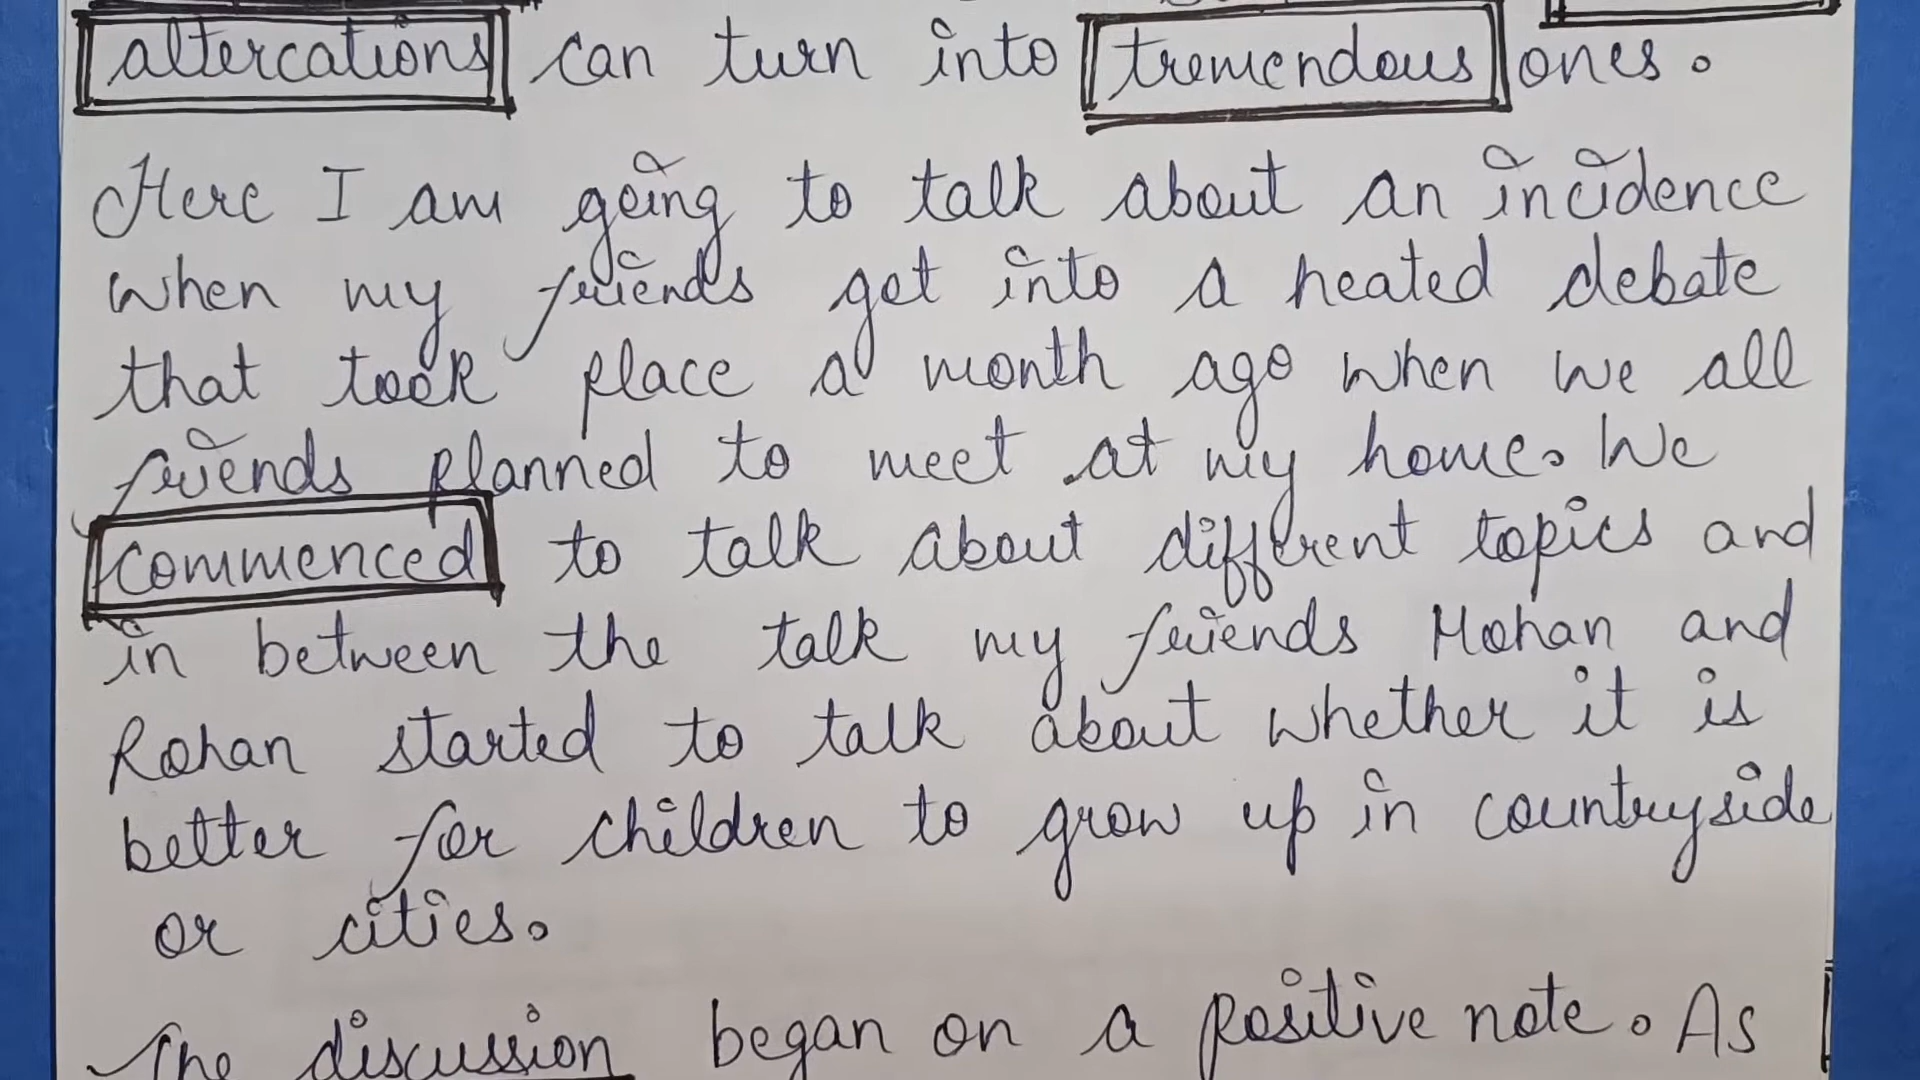 altercations can turn into tremendous ones.
Here I am going to talk about an incidence
when my friends get into a heated debate
that took place a month ago when we all
friends planned to meet at my home. We
commenced to talk about different topics and
in between the talk my friends Mohan and
Rohan started to talk about whether it is
better for children to grow up in countryside
or cities.
The discussion began on a positive note. As